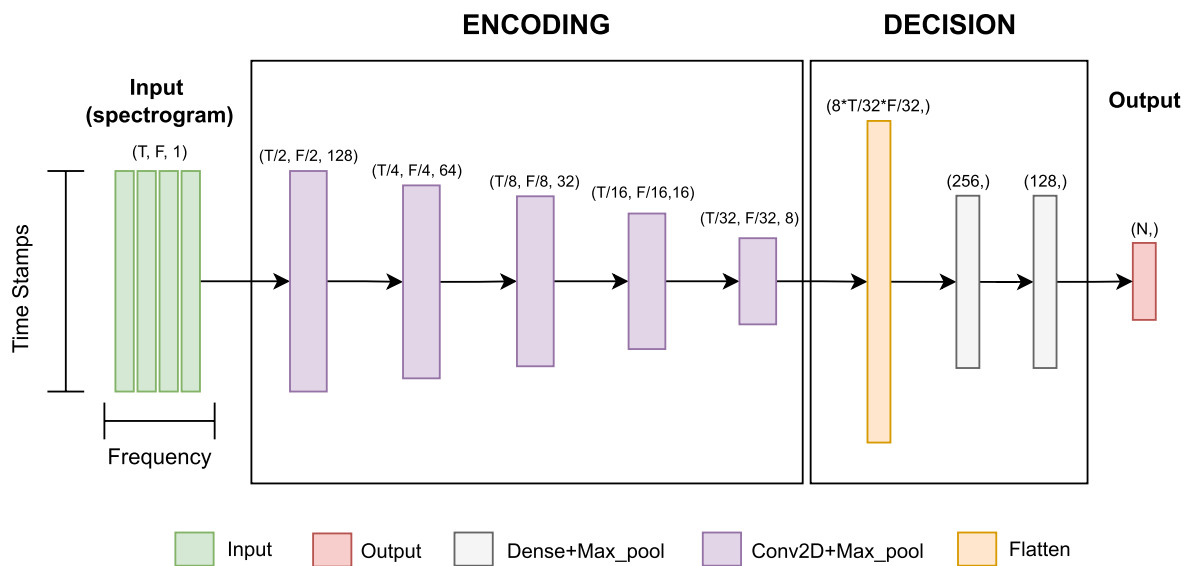 ENCODING
DECISION
Input
(spectrogram)
Output
(T, F, 1)
(T/2, F/2, 128)
(T/4, F/4, 64)
(T/8, F/8, 32)
(T/16, F/16,16)
(T/32, F/32, 8)
(8*T/32*F/32,)
(256,)
(128,)
(N,)
Time Stamps
Frequency
Input
Output
Dense+Max_pool
Conv2D+Max_pool
Flatten